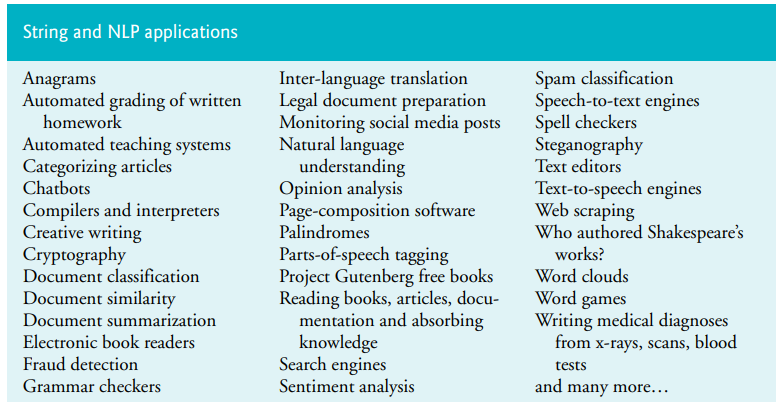 String and NLP applications
Anagrams
Automated grading of written
homework
Automated teaching systems
Categorizing articles
Chatbots
Compilers and interpreters
Creative writing
Cryptography
Document classification
Document similarity
Document summarization
Electronic book readers
Fraud detection
Grammar checkers
Inter-language translation
Legal document preparation
Monitoring social media posts
Natural language
understanding
Opinion analysis
Page-composition software
Palindromes
Parts-of-speech tagging
Project Gutenberg free books
Reading books, articles, docu-
mentation and absorbing
knowledge
Search engines
Sentiment analysis
Spam classification
Speech-to-text engines
Spell checkers
Steganography
Text editors
Text-to-speech engines
Web scraping
Who authored Shakespeare’s
works?
Word clouds
Word games
Writing medical diagnoses
from x-rays, scans, blood
tests
and many more…